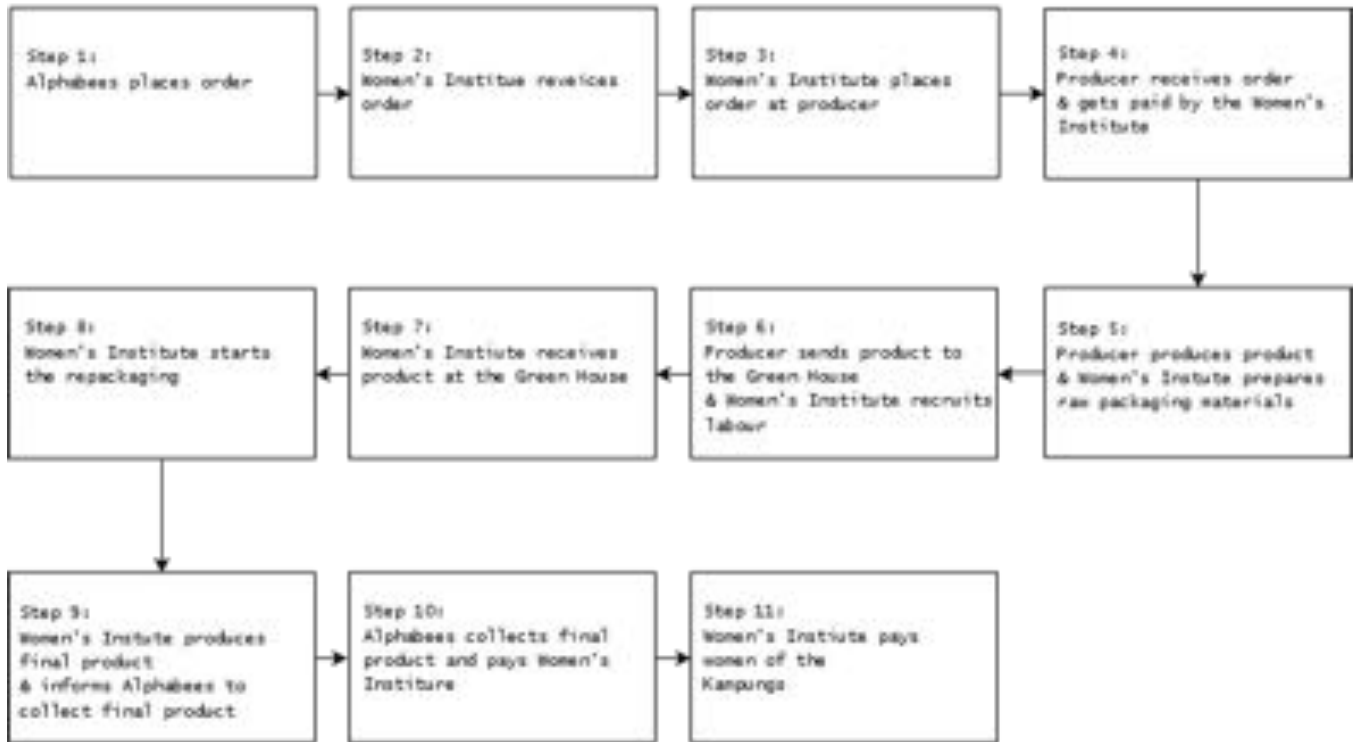 Step 1:
Alphabees places order
Step 2:
Women's Institue reveices
order
Step 3:
Women's Institute places
order at producer
Step 4:
Producer receives order
& gets paid by the Women's
Institute
Step 5:
Producer produces product
& Women's Instute prepares
raw packaging materials
Step 6:
Producer sends product to
the Green House
& Women's Institute recruits
labour
Step 7:
Women's Instiute receives
product at the Green House
Step 8:
Women's Institute starts
the repackaging
Step 9:
Women's Instute produces
final product
& informs Alphabees to
collect final product
Step 10:
Alphabees collects final
product and pays Women's
Institure
Step 11:
Women's Instiute pays
women of the
Kampungs